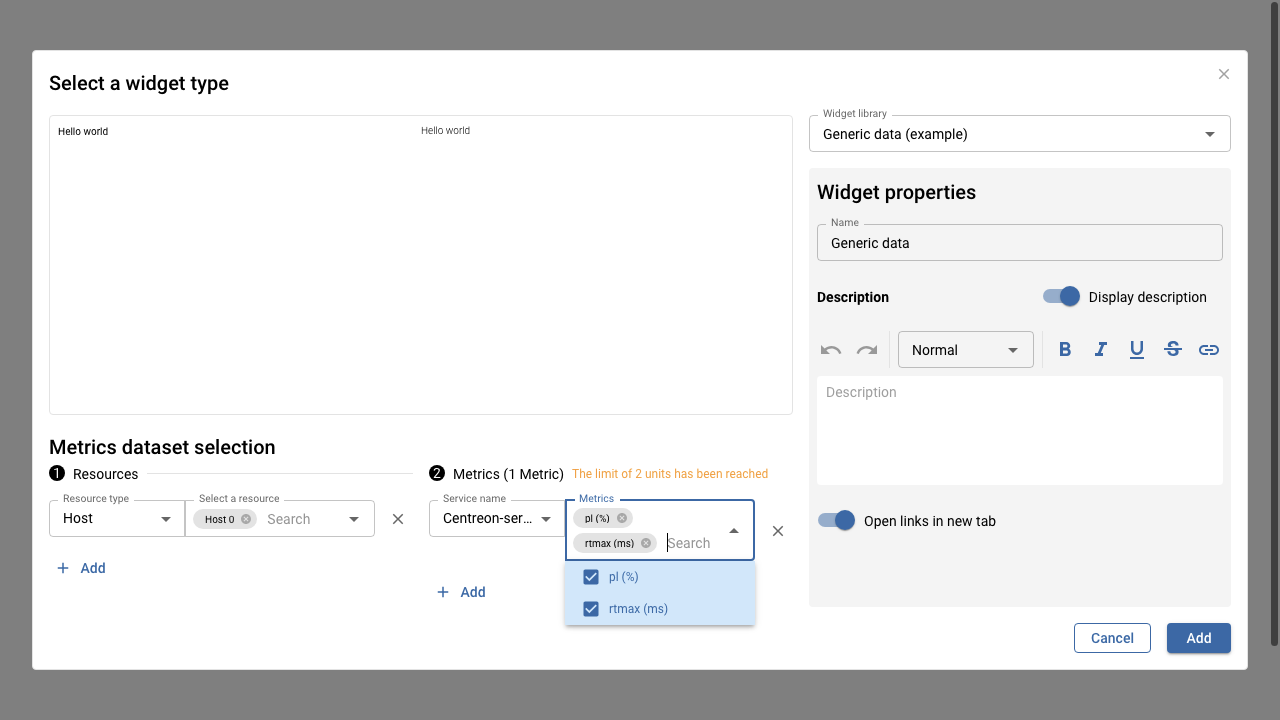 Select a widget type
Hello world
Hello world
Widget library
Generic data (example)
Widget properties
Name
Generic data
Description
Display description
Normal
B I U S
Description
Open links in new tab
Metrics dataset selection
1 Resources
Resource type
Host
Select a resource
Host 0
Search
Add
2 Metrics (1 Metric) The limit of 2 units has been reached
Service name
Centreon-ser...
Metrics
pl (%)
rtmax (ms)
Search
pl (%)
rtmax (ms)
Add
Cancel
Add